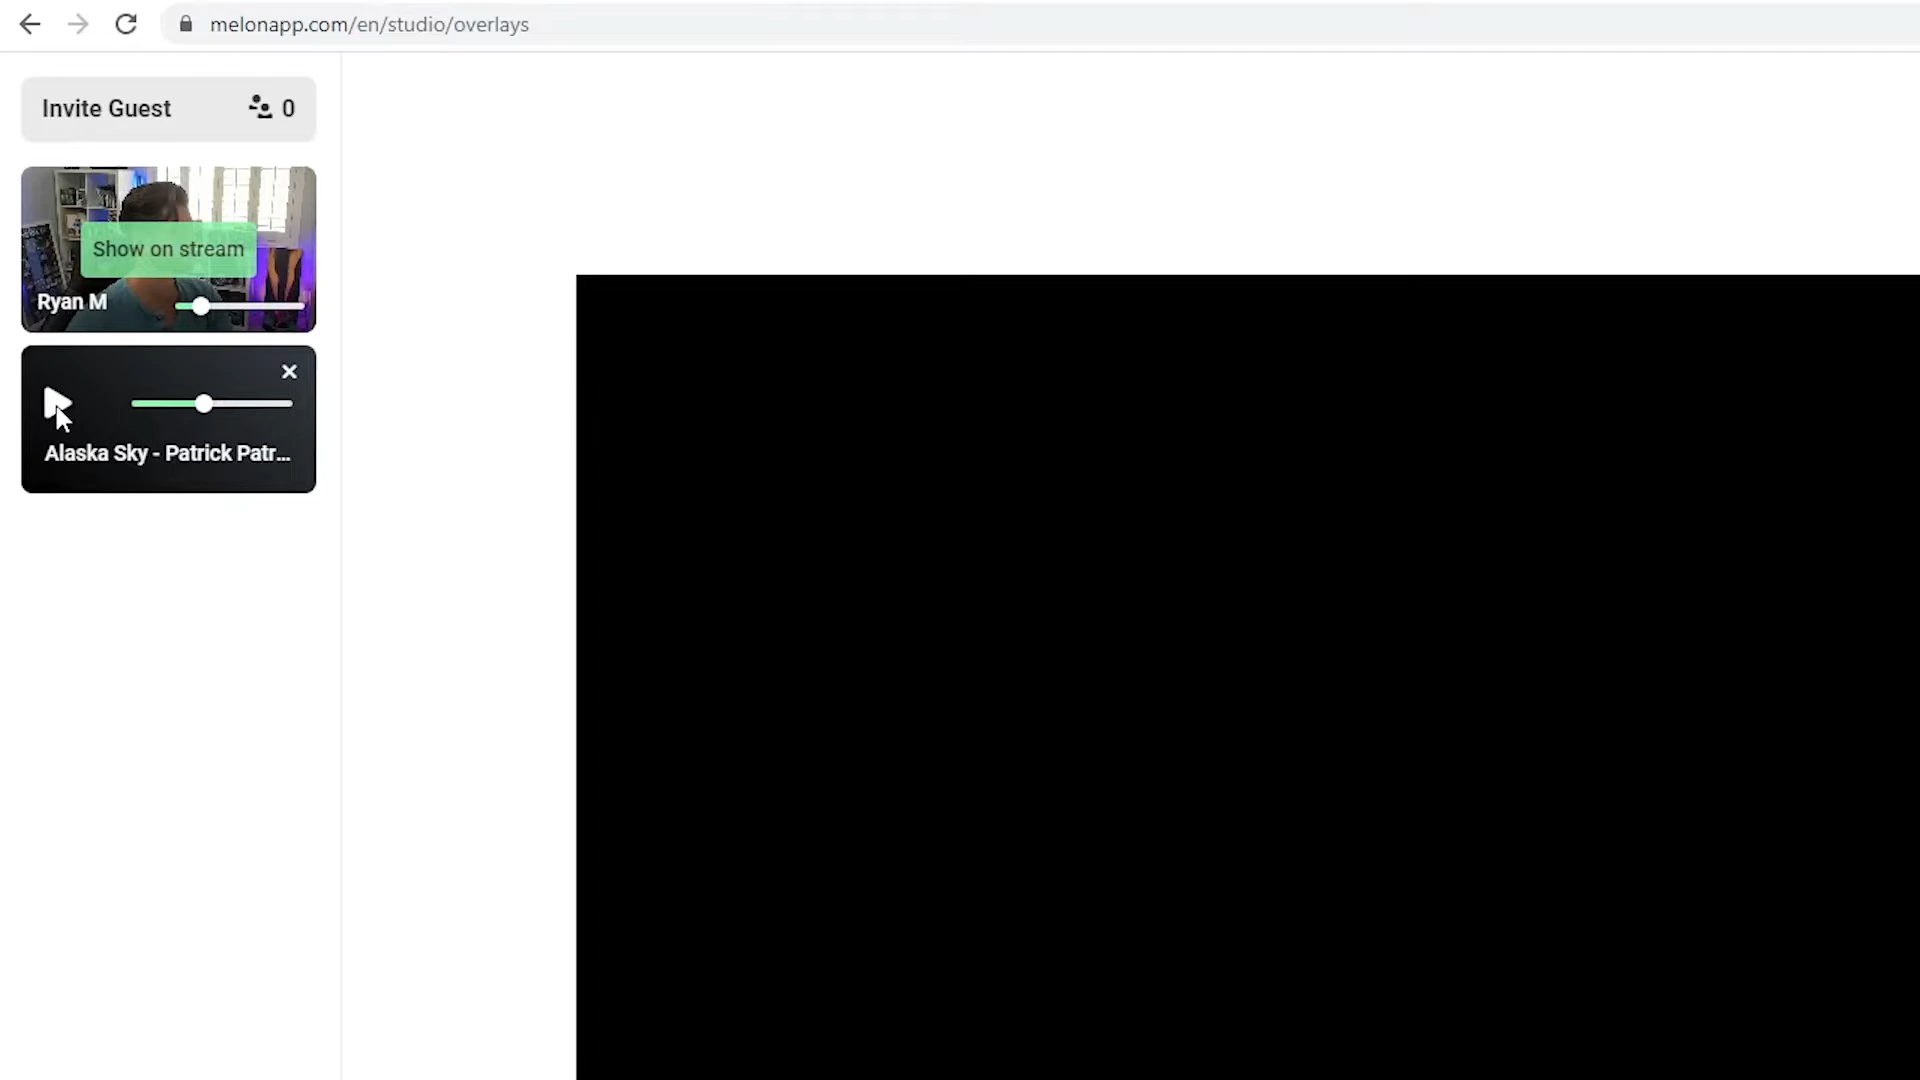 melonapp.com/en/studio/overlays
Invite Guest 0
Show on stream
Ryan M
Alaska Sky - Patrick Patr...